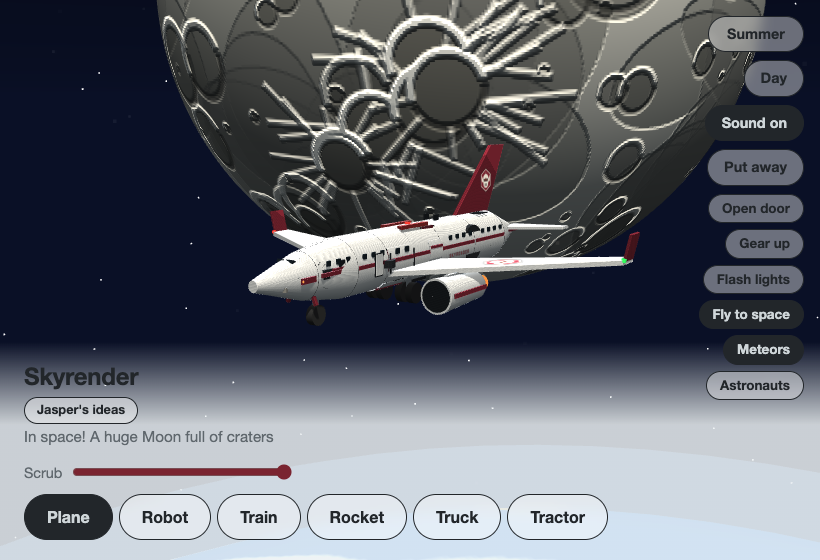 Summer
Day
Sound on
Put away
Open door
Gear up
Flash lights
Fly to space
Meteors
Astronauts
Skyrender
Jasper's ideas
In space! A huge Moon full of craters
Scrub
Plane
Robot
Train
Rocket
Truck
Tractor